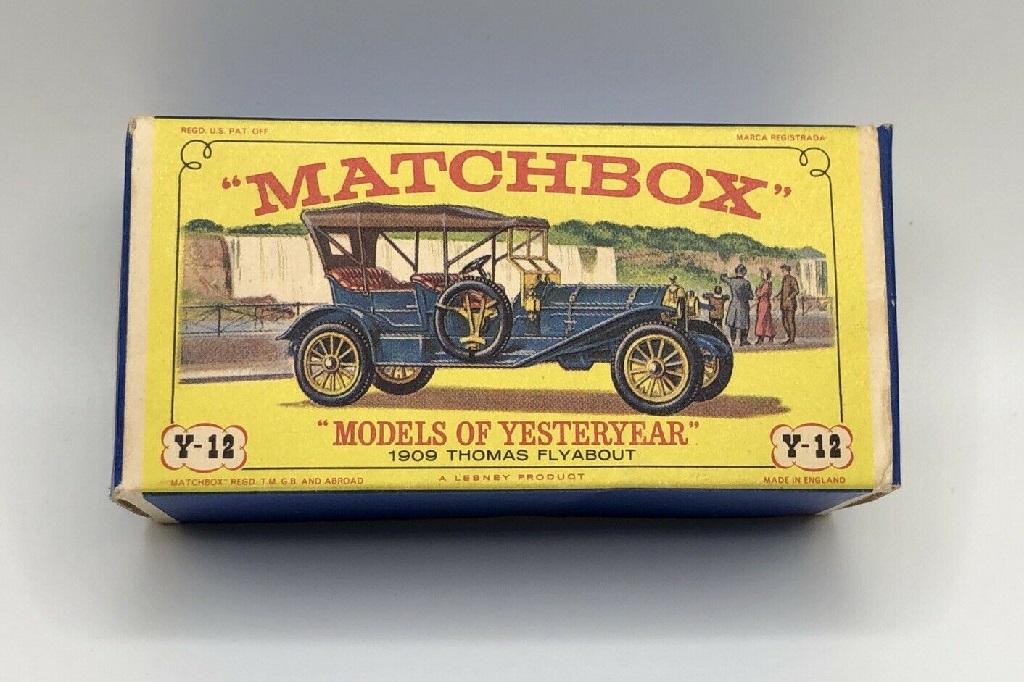 REGD. U.S. PAT. OFF
MARCA REGISTRADA
"MATCHBOX"
"MODELS OF YESTERYEAR"
1909 THOMAS FLYABOUT
Y-12
Y-12
MATCHBOX" REGD. T.M. G.B. AND ABROAD
A LESNEY PRODUCT
MADE IN ENGLAND